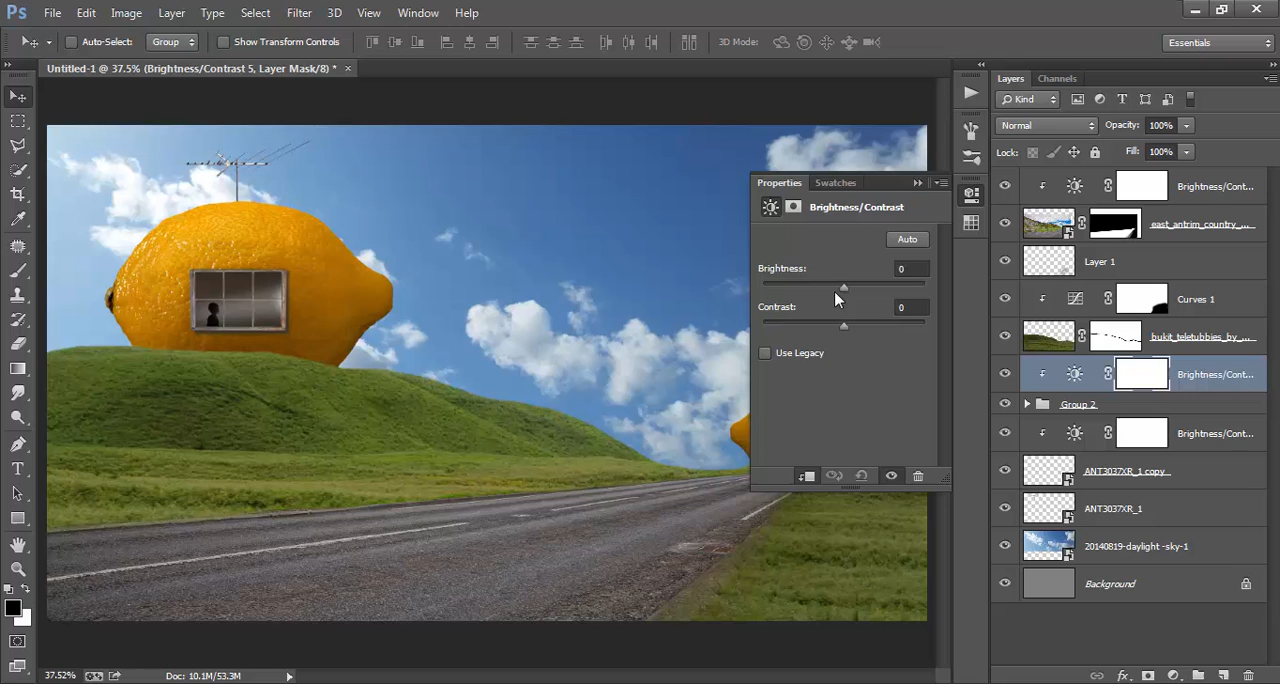 Ps File Edit Image Layer Type Select Filter 3D View Window Help
Auto-Select: Group Show Transform Controls 3D Mode: Essentials
Untitled-1 @ 37.5% (Brightness/Contrast 5, Layer Mask/8) * ×
Properties Swatches
Brightness/Contrast
Auto
Brightness: 0
Contrast: 0
Use Legacy
Layers Channels
Kind
Normal Opacity: 100%
Lock: Fill: 100%
Brightness/Cont...
east_antrim_country_...
Layer 1
Curves 1
bukit_teletubbies_by_...
Brightness/Cont...
Group 2
Brightness/Cont...
ANT3037XR_1 copy
ANT3037XR_1
20140819-daylight -sky-1
Background
37.52% Doc: 10.1M/53.3M